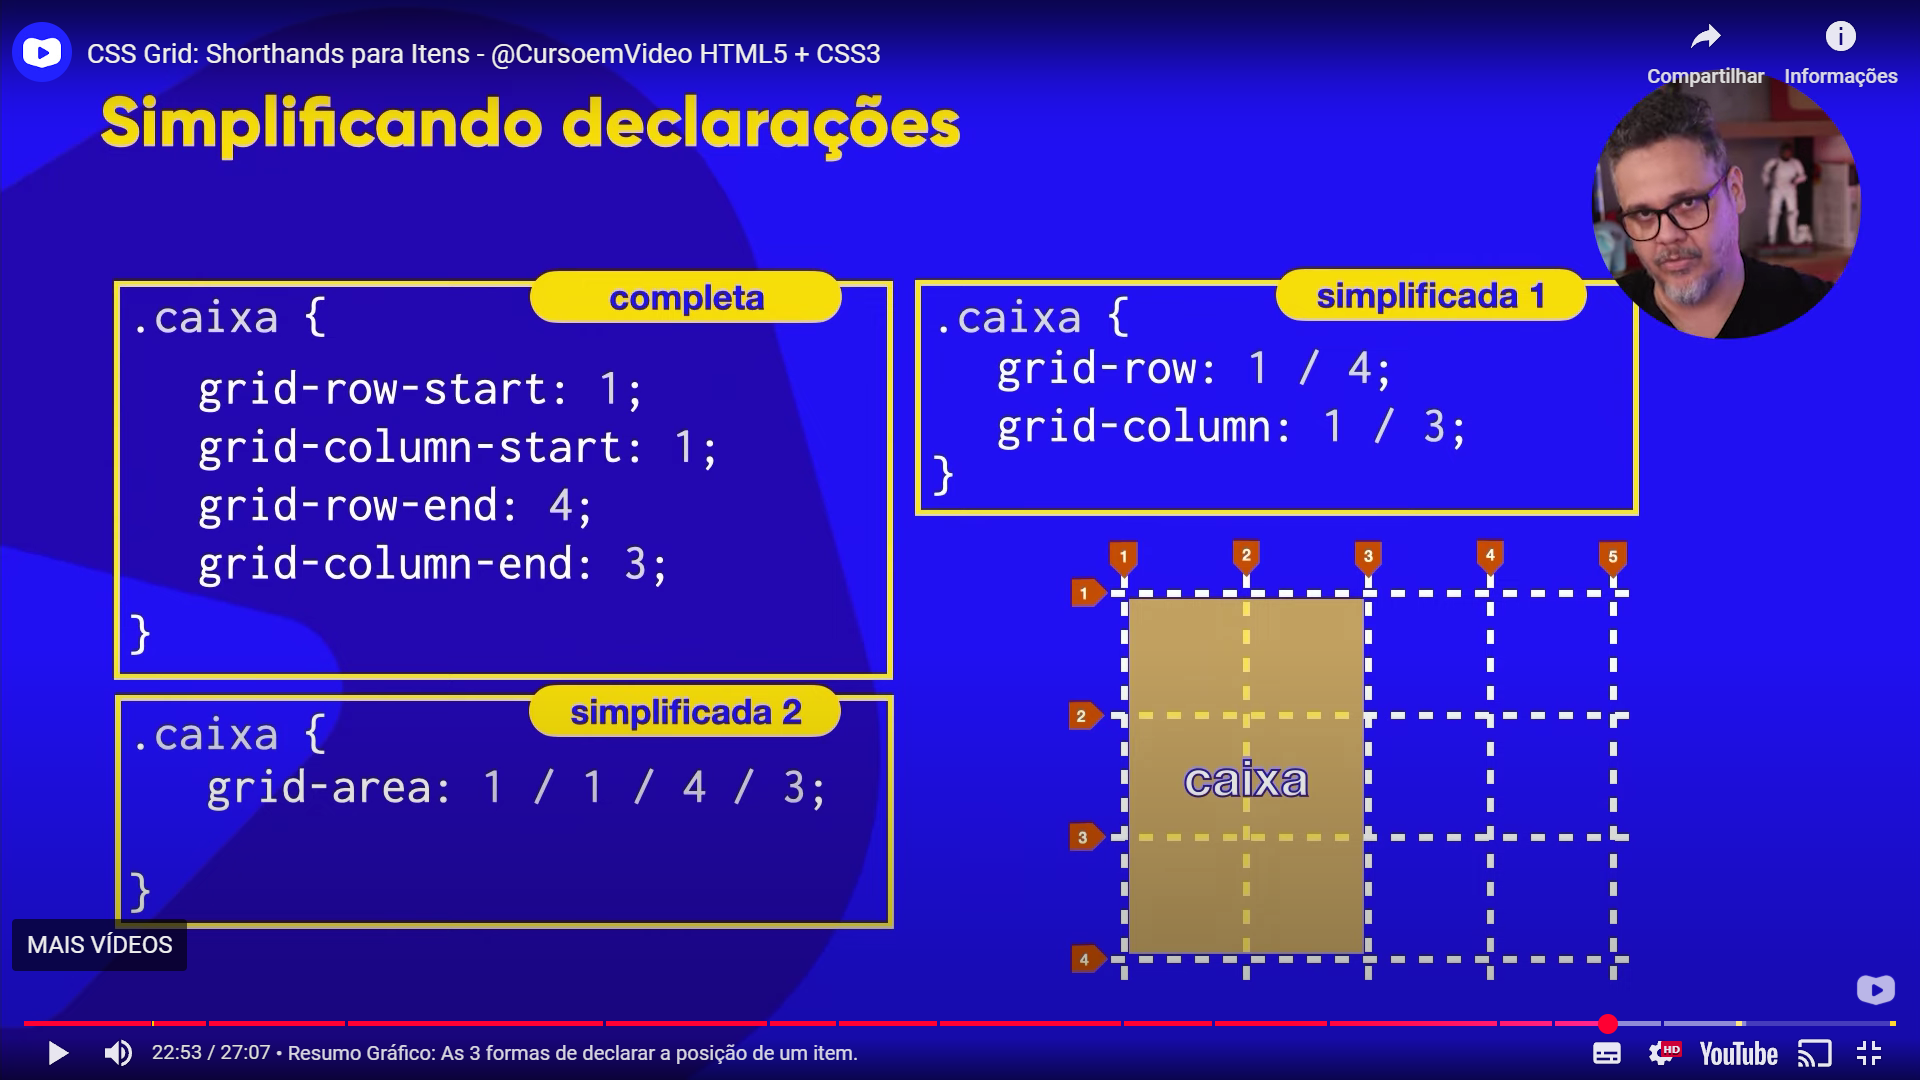 CSS Grid: Shorthands para Itens - @CursoemVideo HTML5 + CSS3
Compartilhar
Informações
Simplificando declarações
completa
.caixa {
grid-row-start: 1;
grid-column-start: 1;
grid-row-end: 4;
grid-column-end: 3;
}
simplificada 1
.caixa {
grid-row: 1 / 4;
grid-column: 1 / 3;
}
simplificada 2
.caixa {
grid-area: 1 / 1 / 4 / 3;
}
1 2 3 4 5
1
2
caixa
3
4
MAIS VÍDEOS
22:53 / 27:07 • Resumo Gráfico: As 3 formas de declarar a posição de um item.
HD
YouTube